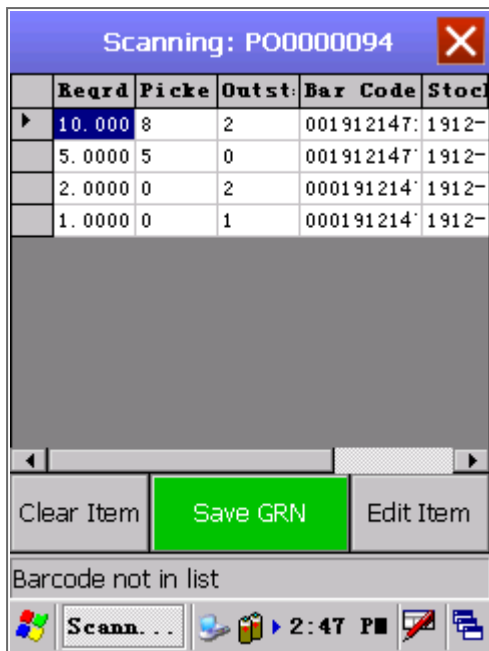 Scanning: PO0000094
Reqrd Picke Outst: Bar Code Stocl
10.000 8 2 001912147: 1912-
5.0000 5 0 001912147' 1912-
2.0000 0 2 000191214' 1912-
1.0000 0 1 000191214' 1912-
Clear Item Save GRN Edit Item
Barcode not in list
Scann... 2:47 PM